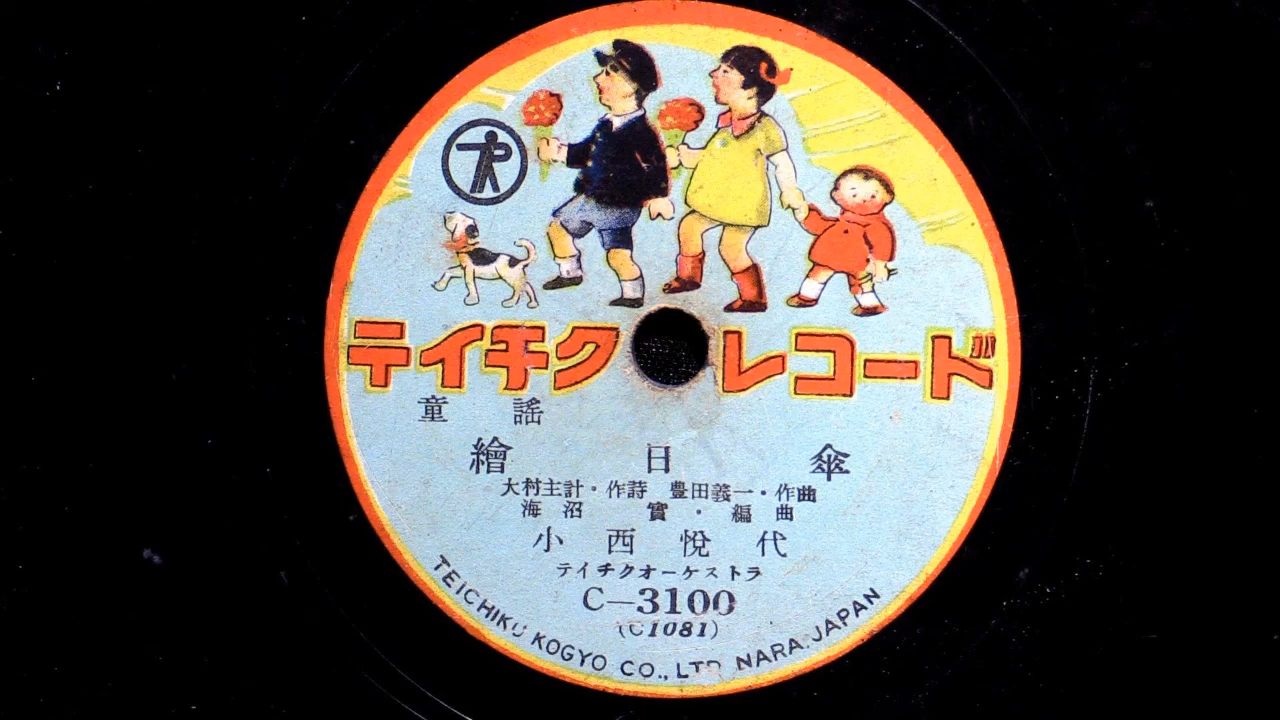 テイチクレコード
童謠
繪日傘
大村主計・作詩 豊田義一・作曲
海沼實・編曲
小西悅代
テイチクオーケストラ
C—3100
(C1081)
TEICHIKU KOGYO CO., LTD NARA. JAPAN